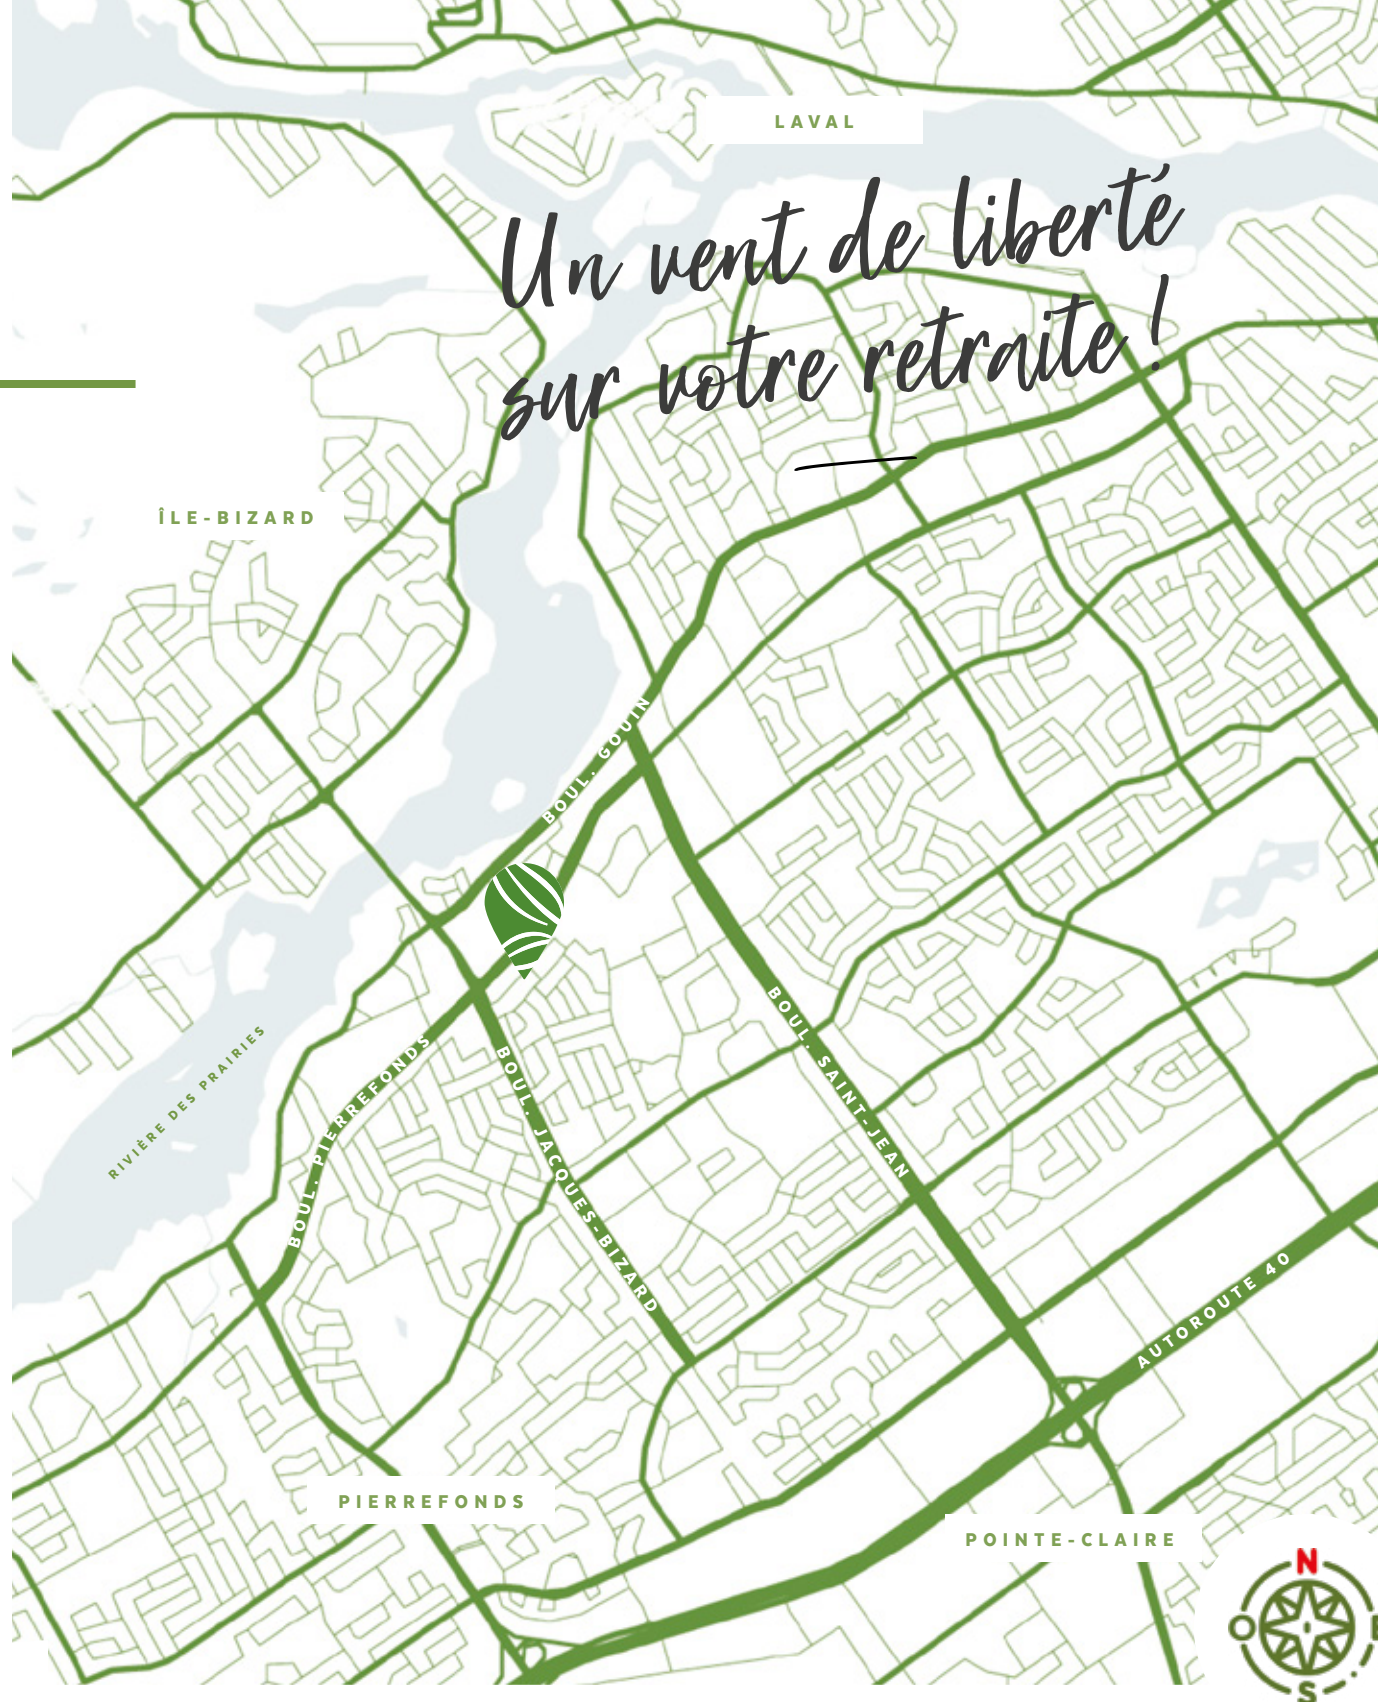 LAVAL
Un vent de liberté
sur votre retraite !
ÎLE-BIZARD
BOUL. GOUIN
RIVIÈRE DES PRAIRIES
BOUL. PIERREFONDS
BOUL. JACQUES-BIZARD
BOUL. SAINT-JEAN
AUTOROUTE 40
PIERREFONDS
POINTE-CLAIRE
N
O
S